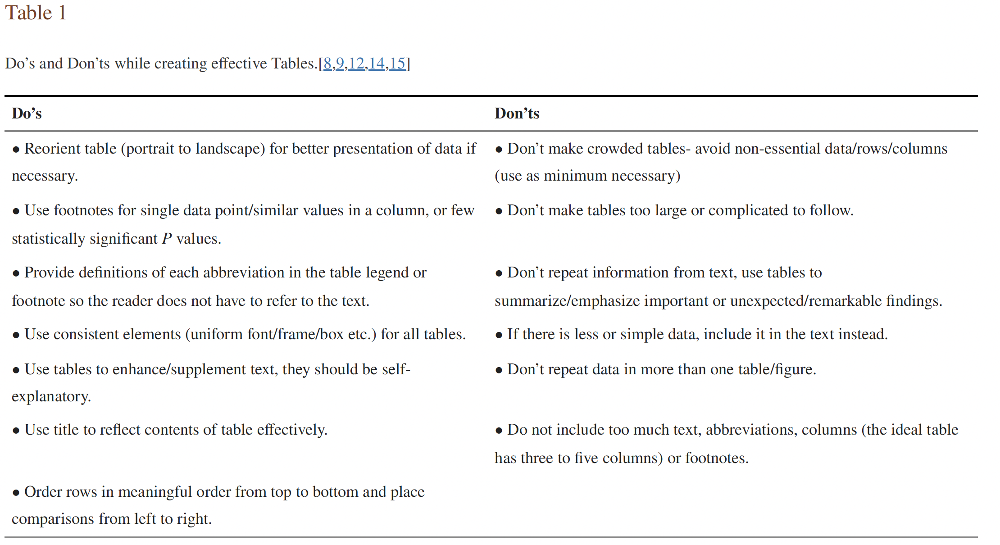 Table 1
Do’s and Don’ts while creating effective Tables.[8,9,12,14,15]
Do’s
Don’ts
● Reorient table (portrait to landscape) for better presentation of data if
necessary.
● Don’t make crowded tables- avoid non-essential data/rows/columns
(use as minimum necessary)
● Use footnotes for single data point/similar values in a column, or few
statistically significant P values.
● Don’t make tables too large or complicated to follow.
● Provide definitions of each abbreviation in the table legend or
footnote so the reader does not have to refer to the text.
● Don’t repeat information from text, use tables to
summarize/emphasize important or unexpected/remarkable findings.
● Use consistent elements (uniform font/frame/box etc.) for all tables.
● If there is less or simple data, include it in the text instead.
● Use tables to enhance/supplement text, they should be self-
explanatory.
● Don’t repeat data in more than one table/figure.
● Use title to reflect contents of table effectively.
● Do not include too much text, abbreviations, columns (the ideal table
has three to five columns) or footnotes.
● Order rows in meaningful order from top to bottom and place
comparisons from left to right.